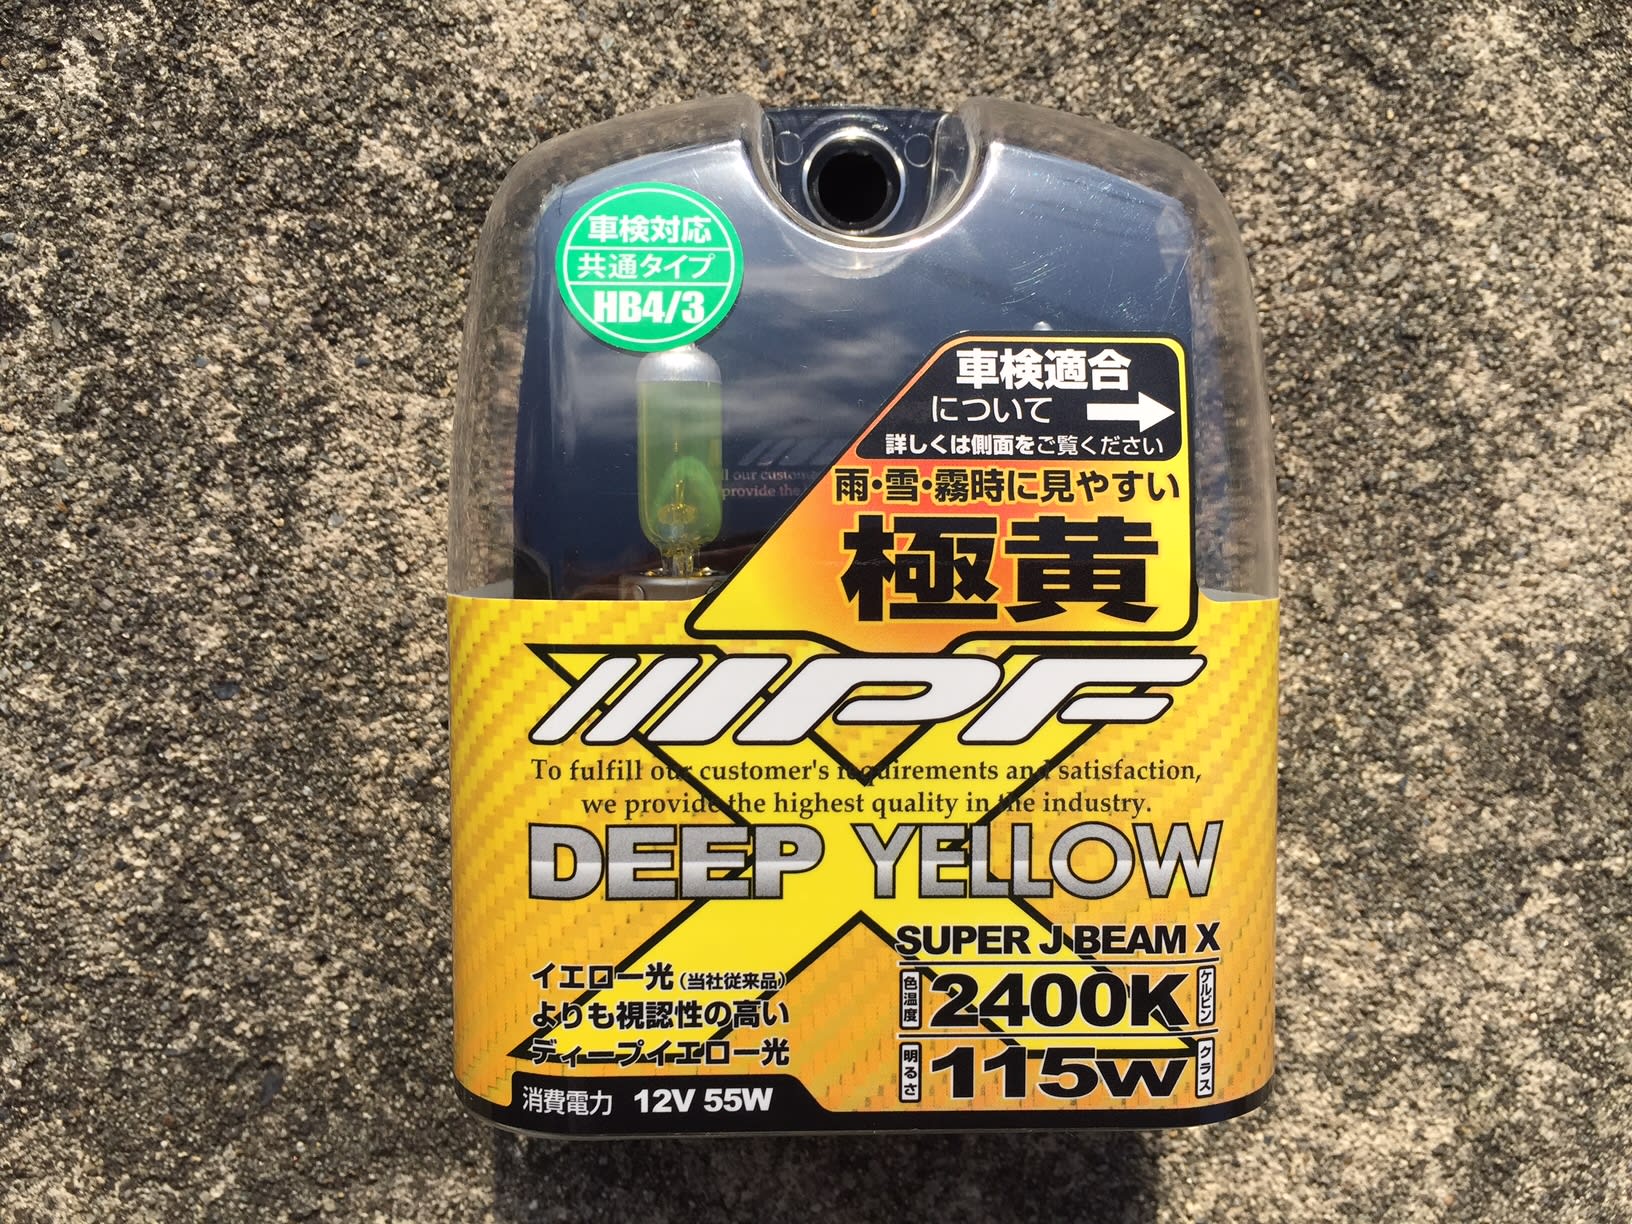 車検対応
共通タイプ
HB4/3
車検適合
について
詳しくは側面をご覧ください
雨・雪・霧時に見やすい
極黄
IPF
To fulfill our customer's requirements and satisfaction,
we provide the highest quality in the industry.
DEEP YELLOW
SUPER J BEAM X
イエロー光(当社従来品)
よりも視認性の高い
ディープイエロー光
色温度 2400K ケルビン
明るさ 115W クラス
消費電力 12V 55W